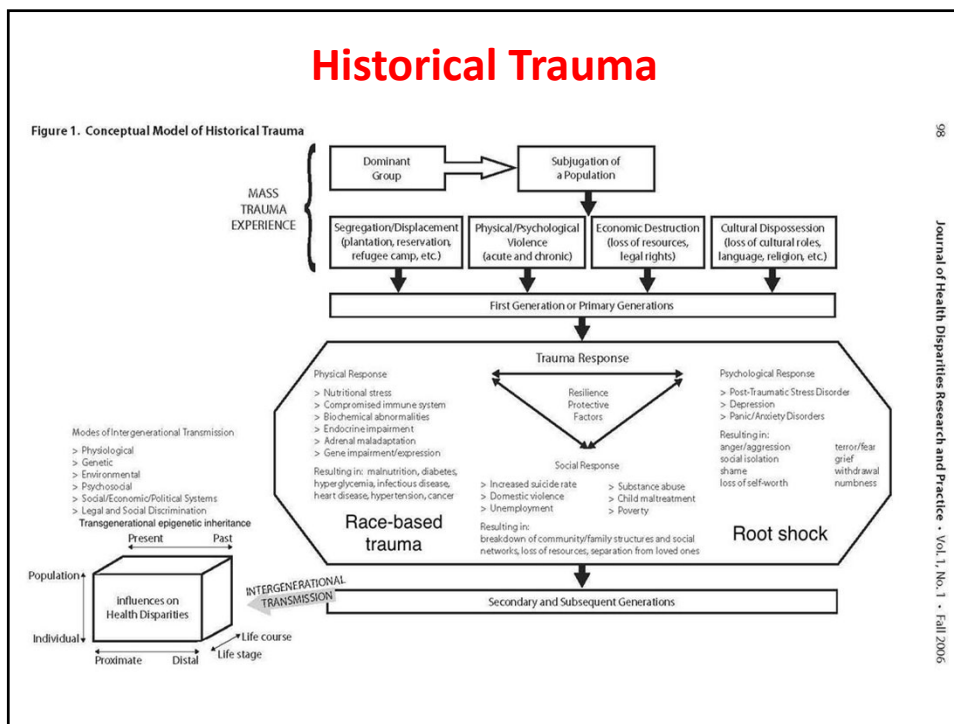 Historical Trauma
Figure 1. Conceptual Model of Historical Trauma
98
Journal of Health Disparities Research and Practice • Vol. 1, No. 1 • Fall 2006
MASS
TRAUMA
EXPERIENCE
Dominant
Group
Subjugation of
a Population
Segregation/Displacement
(plantation, reservation,
refugee camp, etc.)
Physical/Psychological
Violence
(acute and chronic)
Economic Destruction
(loss of resources,
legal rights)
Cultural Dispossession
(loss of cultural roles,
language, religion, etc.)
First Generation or Primary Generations
Trauma Response
Physical Response
> Nutritional stress
> Compromised immune system
> Biochemical abnormalities
> Endocrine impairment
> Adrenal maladaptation
> Gene impairment/expression
Resulting in: malnutrition, diabetes,
hyperglycemia, infectious disease,
heart disease, hypertension, cancer
Race-based
trauma
Resilience
Protective
Factors
Social Response
> Increased suicide rate
> Domestic violence
> Unemployment
> Substance abuse
> Child maltreatment
> Poverty
Resulting in:
breakdown of community/family structures and social
networks, loss of resources, separation from loved ones
Psychological Response
> Post-Traumatic Stress Disorder
> Depression
> Panic/Anxiety Disorders
Resulting in:
anger/aggression
social isolation
shame
loss of self-worth
terror/fear
grief
withdrawal
numbness
Root shock
Modes of Intergenerational Transmission
> Physiological
> Genetic
> Environmental
> Psychosocial
> Social/Economic/Political Systems
> Legal and Social Discrimination
Transgenerational epigenetic inheritance
Present
Past
Population
Individual
Influences on
Health Disparities
Proximate
Distal
Life course
Life stage
INTERGENERATIONAL
TRANSMISSION
Secondary and Subsequent Generations